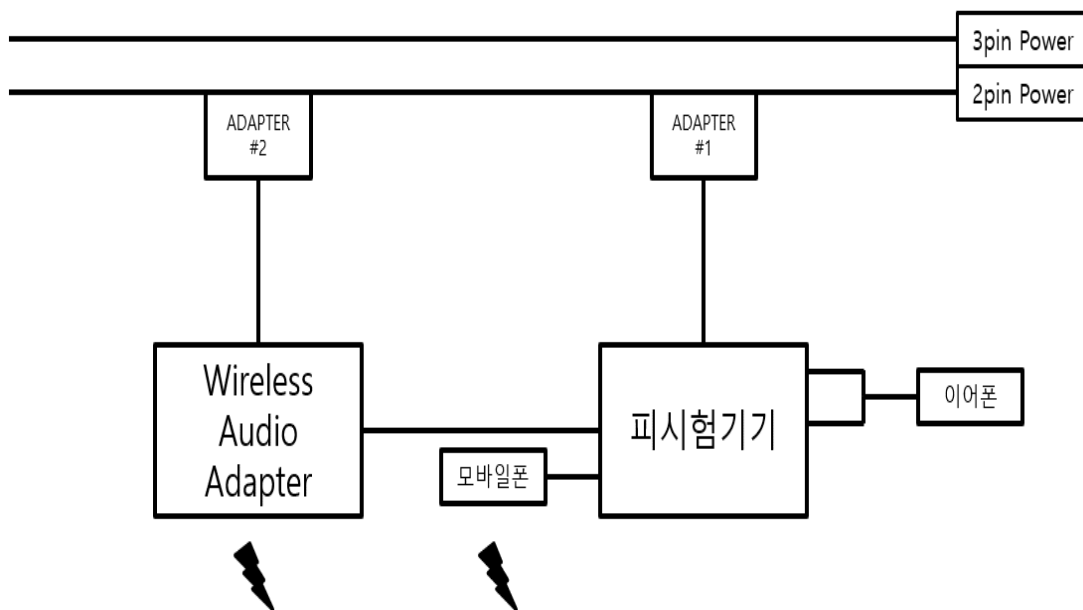 3pin Power
2pin Power
ADAPTER
#2
ADAPTER
#1
Wireless
Audio
Adapter
피시험기기
이어폰
모바일폰